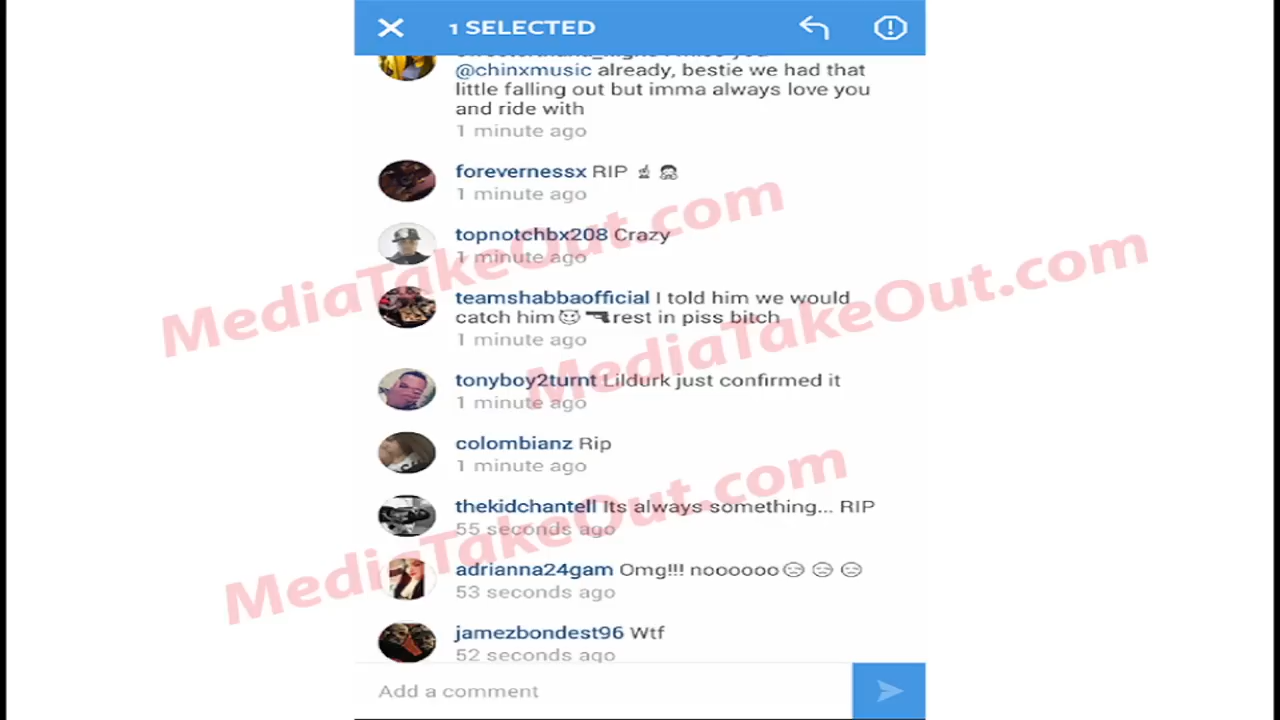 1 SELECTED
@chinxmusic already, bestie we had that
little falling out but imma always love you
and ride with
1 minute ago
forevernessx RIP
1 minute ago
topnotchbx208 Crazy
1 minute ago
teamshabbaofficial I told him we would
catch him😈🔫rest in piss bitch
1 minute ago
tonyboy2turnt Lildurk just confirmed it
1 minute ago
colombianz Rip
1 minute ago
thekidchantell Its always something... RIP
55 seconds ago
adrianna24gam Omg!!! noooooo😔 😔 😔
53 seconds ago
jamezbondest96 Wtf
52 seconds ago
Add a comment
MediaTakeOut.com
MediaTakeOut.com
MediaTakeOut.com